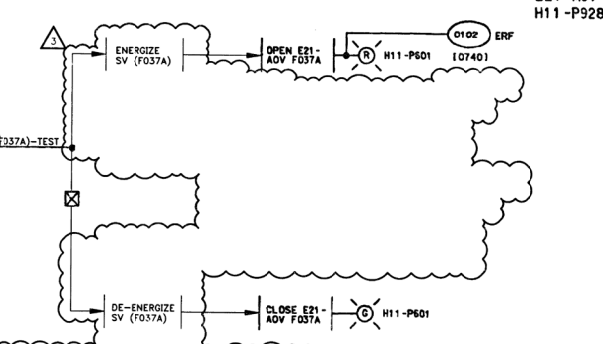 H11-P928
3
ENERGIZE
SV (F037A)
OPEN E21-
AOV F037A
R
H11-P601
0102
ERF
[0740]
F037A)-TEST
DE-ENERGIZE
SV (F037A)
CLOSE E21-
AOV F037A
G
H11-P601